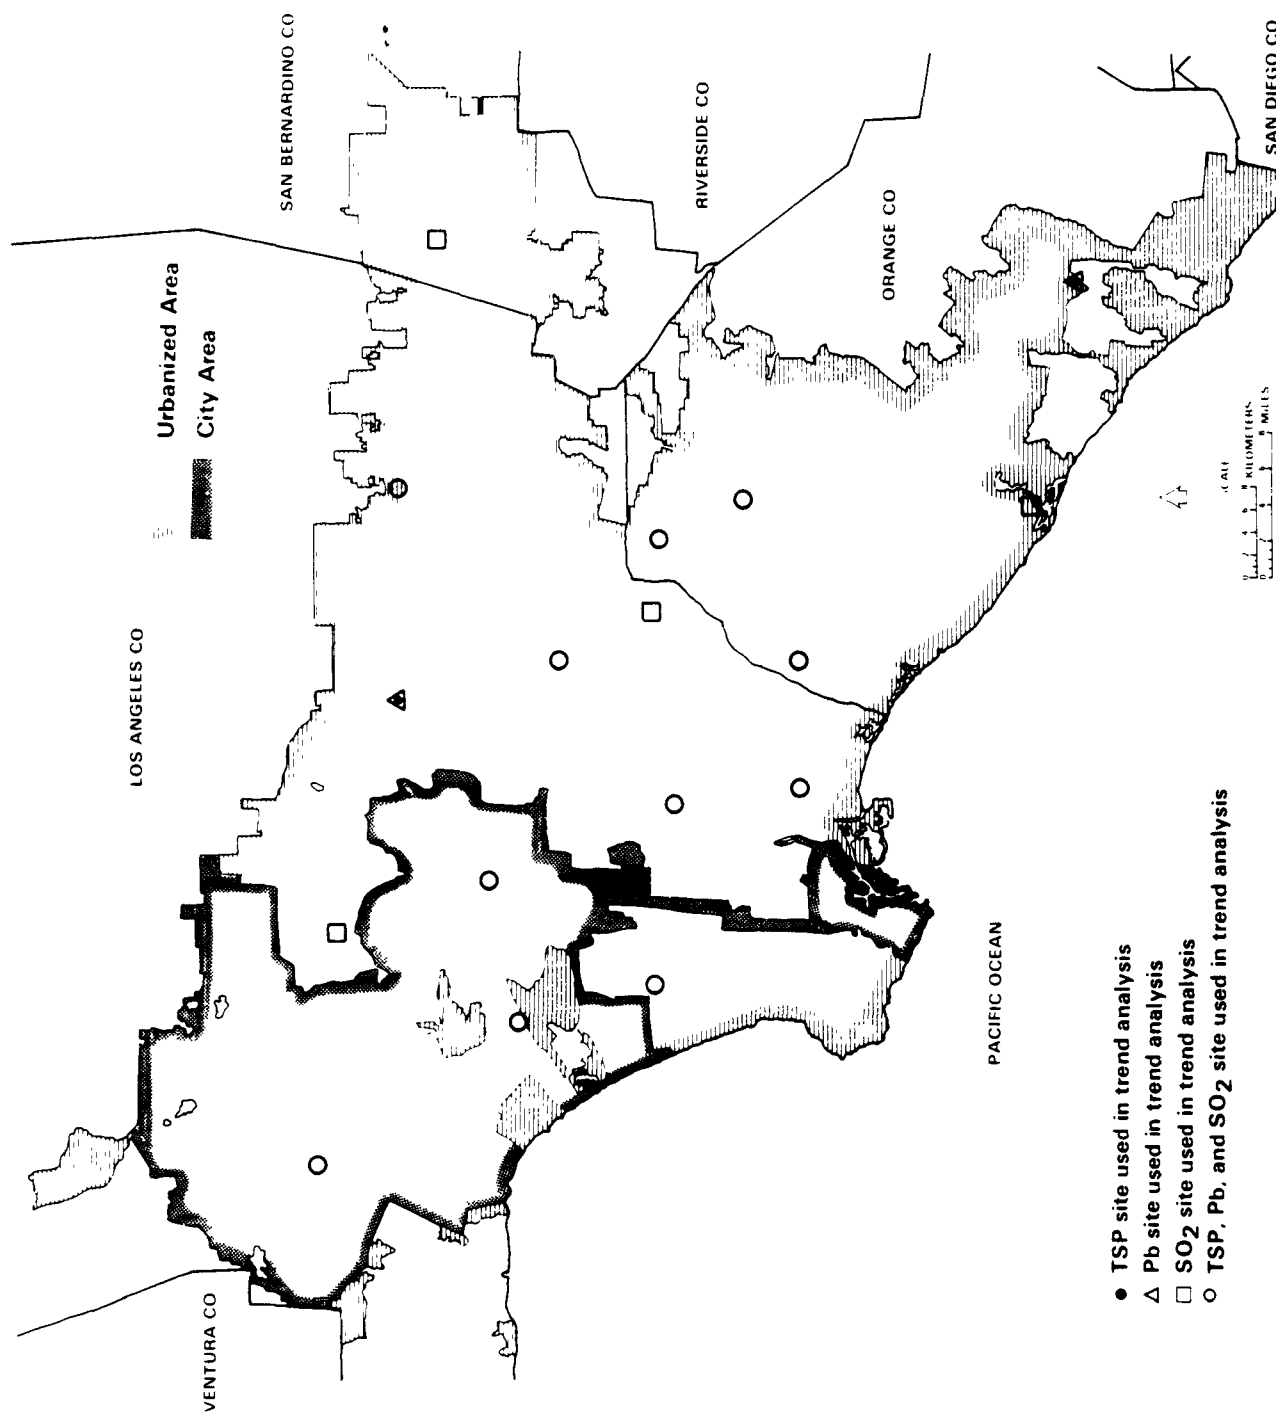 Urbanized Area
City Area
VENTURA CO
LOS ANGELES CO
SAN BERNARDINO CO
RIVERSIDE CO
ORANGE CO
SAN DIEGO CO
PACIFIC OCEAN
● TSP site used in trend analysis
△ Pb site used in trend analysis
□ SO2 site used in trend analysis
○ TSP, Pb, and SO2 site used in trend analysis
KILOMETERS
MILES